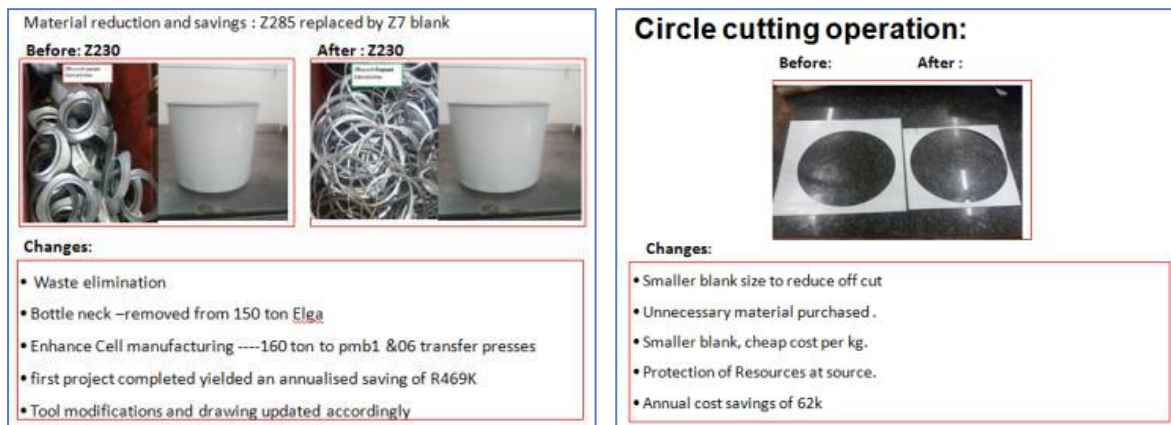 Material reduction and savings : Z285 replaced by Z7 blank
Before: Z230
After : Z230
Changes:
• Waste elimination
• Bottle neck –removed from 150 ton Elga
• Enhance Cell manufacturing ----160 ton to pmb1 &06 transfer presses
• first project completed yielded an annualised saving of R469K
• Tool modifications and drawing updated accordingly
Circle cutting operation:
Before:
After :
Changes:
• Smaller blank size to reduce off cut
• Unnecessary material purchased .
• Smaller blank, cheap cost per kg.
• Protection of Resources at source.
• Annual cost savings of 62k